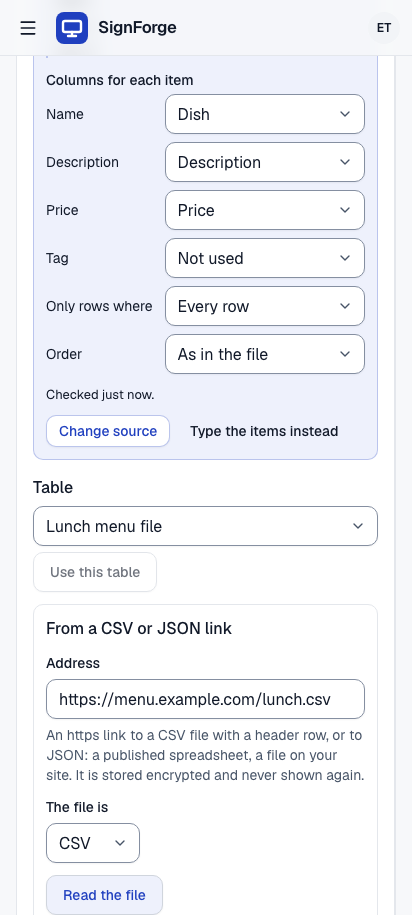 SignForge
ET
Columns for each item
Name
Dish
Description
Description
Price
Price
Tag
Not used
Only rows where
Every row
Order
As in the file
Checked just now.
Change source
Type the items instead
Table
Lunch menu file
Use this table
From a CSV or JSON link
Address
https://menu.example.com/lunch.csv
An https link to a CSV file with a header row, or to
JSON: a published spreadsheet, a file on your
site. It is stored encrypted and never shown again.
The file is
CSV
Read the file